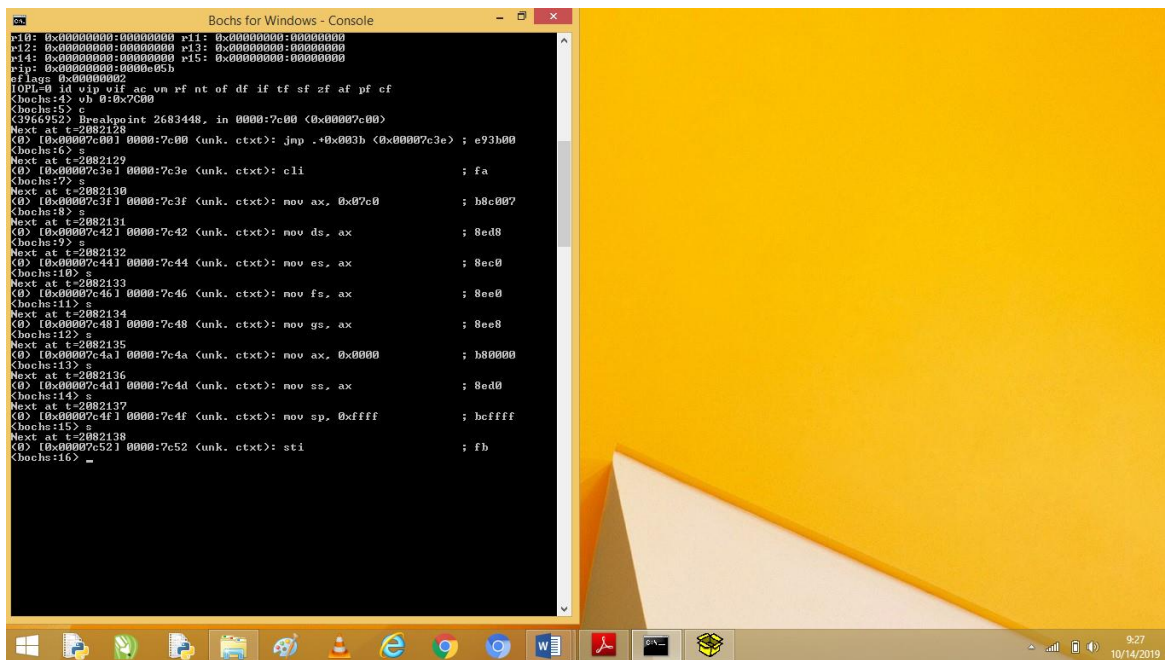 Bochs for Windows - Console
r10: 0x00000000:00000000 r11: 0x00000000:00000000
r12: 0x00000000:00000000 r13: 0x00000000:00000000
r14: 0x00000000:00000000 r15: 0x00000000:00000000
rip: 0x00000000:0000e05b
eflags 0x00000002
IOPL=0 id vip vif ac vm rf nt of df if tf sf zf af pf cf
<bochs:4> vb 0:0x7C00
<bochs:5> c
(3966952) Breakpoint 2683448, in 0000:7c00 (0x00007c00)
Next at t=2082128
(0) [0x00007c00] 0000:7c00 (unk. ctxt): jmp .+0x003b (0x00007c3e) ; e93b00
<bochs:6> s
Next at t=2082129
(0) [0x00007c3e] 0000:7c3e (unk. ctxt): cli ; fa
<bochs:7> s
Next at t=2082130
(0) [0x00007c3f] 0000:7c3f (unk. ctxt): mov ax, 0x07c0 ; b8c007
<bochs:8> s
Next at t=2082131
(0) [0x00007c42] 0000:7c42 (unk. ctxt): mov ds, ax ; 8ed8
<bochs:9> s
Next at t=2082132
(0) [0x00007c44] 0000:7c44 (unk. ctxt): mov es, ax ; 8ec0
<bochs:10> s
Next at t=2082133
(0) [0x00007c46] 0000:7c46 (unk. ctxt): mov fs, ax ; 8ee0
<bochs:11> s
Next at t=2082134
(0) [0x00007c48] 0000:7c48 (unk. ctxt): mov gs, ax ; 8ee8
<bochs:12> s
Next at t=2082135
(0) [0x00007c4a] 0000:7c4a (unk. ctxt): mov ax, 0x0000 ; b80000
<bochs:13> s
Next at t=2082136
(0) [0x00007c4d] 0000:7c4d (unk. ctxt): mov ss, ax ; 8ed0
<bochs:14> s
Next at t=2082137
(0) [0x00007c4f] 0000:7c4f (unk. ctxt): mov sp, 0xffff ; bcffff
<bochs:15> s
Next at t=2082138
(0) [0x00007c52] 0000:7c52 (unk. ctxt): sti ; fb
<bochs:16> _
9:27
10/14/2019